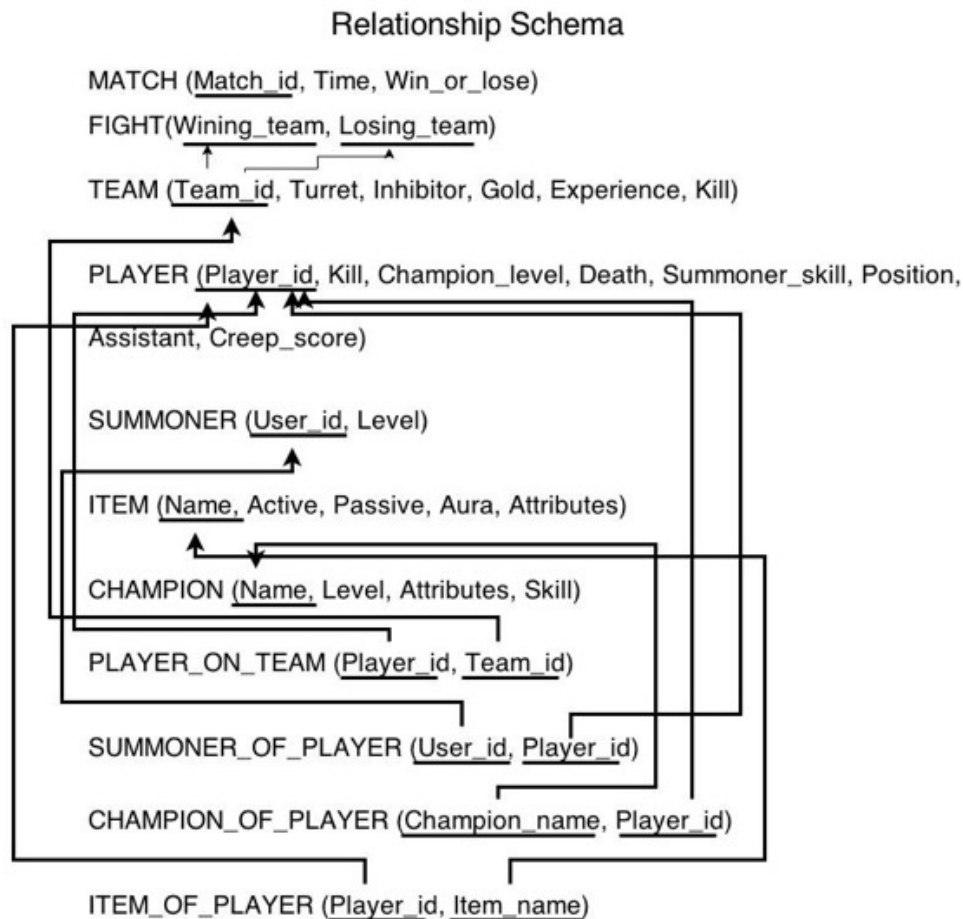 Relationship Schema
MATCH (Match_id, Time, Win_or_lose)
FIGHT(Wining_team, Losing_team)
TEAM (Team_id, Turret, Inhibitor, Gold, Experience, Kill)
PLAYER (Player_id, Kill, Champion_level, Death, Summoner_skill, Position,
Assistant, Creep_score)
SUMMONER (User_id, Level)
ITEM (Name, Active, Passive, Aura, Attributes)
CHAMPION (Name, Level, Attributes, Skill)
PLAYER_ON_TEAM (Player_id, Team_id)
SUMMONER_OF_PLAYER (User_id, Player_id)
CHAMPION_OF_PLAYER (Champion_name, Player_id)
ITEM_OF_PLAYER (Player_id, Item_name)